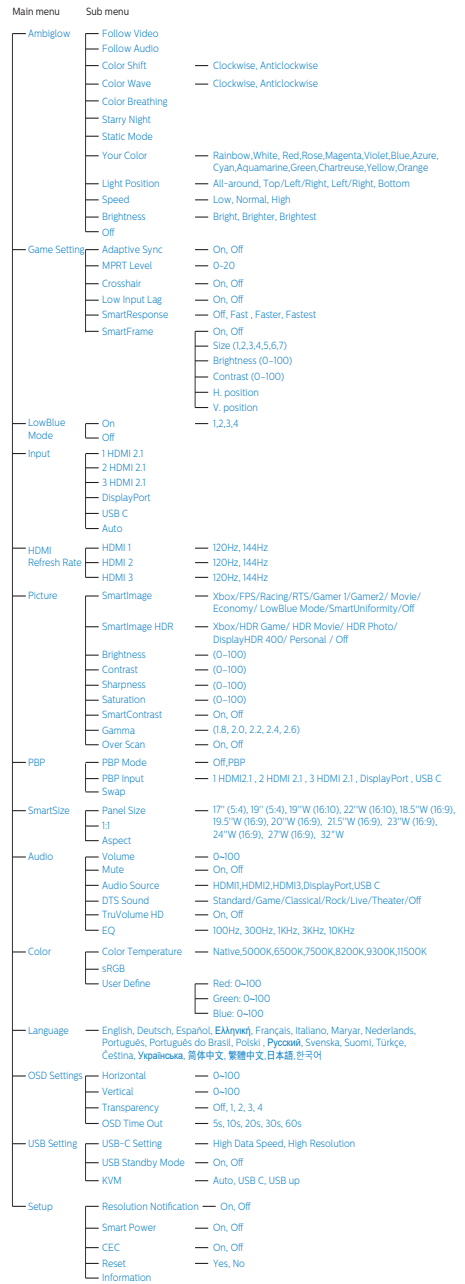 Main menu Sub menu
Ambiglow Follow Video
Follow Audio
Color Shift Clockwise, Anticlockwise
Color Wave Clockwise, Anticlockwise
Color Breathing
Starry Night
Static Mode
Your Color Rainbow,White, Red,Rose,Magenta,Violet,Blue,Azure,
Cyan,Aquamarine,Green,Chartreuse,Yellow,Orange
Light Position All-around, Top/Left/Right, Left/Right, Bottom
Speed Low, Normal, High
Brightness Bright, Brighter, Brightest
Off
Game Setting Adaptive Sync On, Off
MPRT Level 0-20
Crosshair On, Off
Low Input Lag On, Off
SmartResponse Off, Fast , Faster, Fastest
SmartFrame On, Off
Size (1,2,3,4,5,6,7)
Brightness (0-100)
Contrast (0-100)
H. position
V. position
LowBlue On 1,2,3,4
Mode Off
Input 1 HDMI 2.1
2 HDMI 2.1
3 HDMI 2.1
DisplayPort
USB C
Auto
HDMI HDMI 1 120Hz, 144Hz
Refresh Rate HDMI 2 120Hz, 144Hz
HDMI 3 120Hz, 144Hz
Picture SmartImage Xbox/FPS/Racing/RTS/Gamer 1/Gamer2/ Movie/
Economy/ LowBlue Mode/SmartUniformity/Off
SmartImage HDR Xbox/HDR Game/ HDR Movie/ HDR Photo/
DisplayHDR 400/ Personal / Off
Brightness (0-100)
Contrast (0-100)
Sharpness (0-100)
Saturation (0-100)
SmartContrast On, Off
Gamma (1.8, 2.0, 2.2, 2.4, 2.6)
Over Scan On, Off
PBP PBP Mode Off,PBP
PBP Input 1 HDMI2.1 , 2 HDMI 2.1 , 3 HDMI 2.1 , DisplayPort , USB C
Swap
SmartSize Panel Size 17" (5:4), 19" (5:4), 19"W (16:10), 22"W (16:10), 18.5"W (16:9),
1:1 19.5"W (16:9), 20"W (16:9), 21.5"W (16:9), 23"W (16:9),
Aspect 24"W (16:9), 27"W (16:9), 32"W
Audio Volume 0~100
Mute On, Off
Audio Source HDMI1,HDMI2,HDMI3,DisplayPort,USB C
DTS Sound Standard/Game/Classical/Rock/Live/Theater/Off
TruVolume HD On, Off
EQ 100Hz, 300Hz, 1KHz, 3KHz, 10KHz
Color Color Temperature Native,5000K,6500K,7500K,8200K,9300K,11500K
sRGB
User Define Red: 0~100
Green: 0~100
Blue: 0~100
Language English, Deutsch, Español, Ελληνική, Français, Italiano, Maryar, Nederlands,
Português, Português do Brasil, Polski , Русский, Svenska, Suomi, Türkçe,
Čeština, Українська, 简体中文, 繁體中文,日本語,한국어
OSD Settings Horizontal 0~100
Vertical 0~100
Transparency Off, 1, 2, 3, 4
OSD Time Out 5s, 10s, 20s, 30s, 60s
USB Setting USB-C Setting High Data Speed, High Resolution
USB Standby Mode On, Off
KVM Auto, USB C, USB up
Setup Resolution Notification On, Off
Smart Power On, Off
CEC On, Off
Reset Yes, No
Information